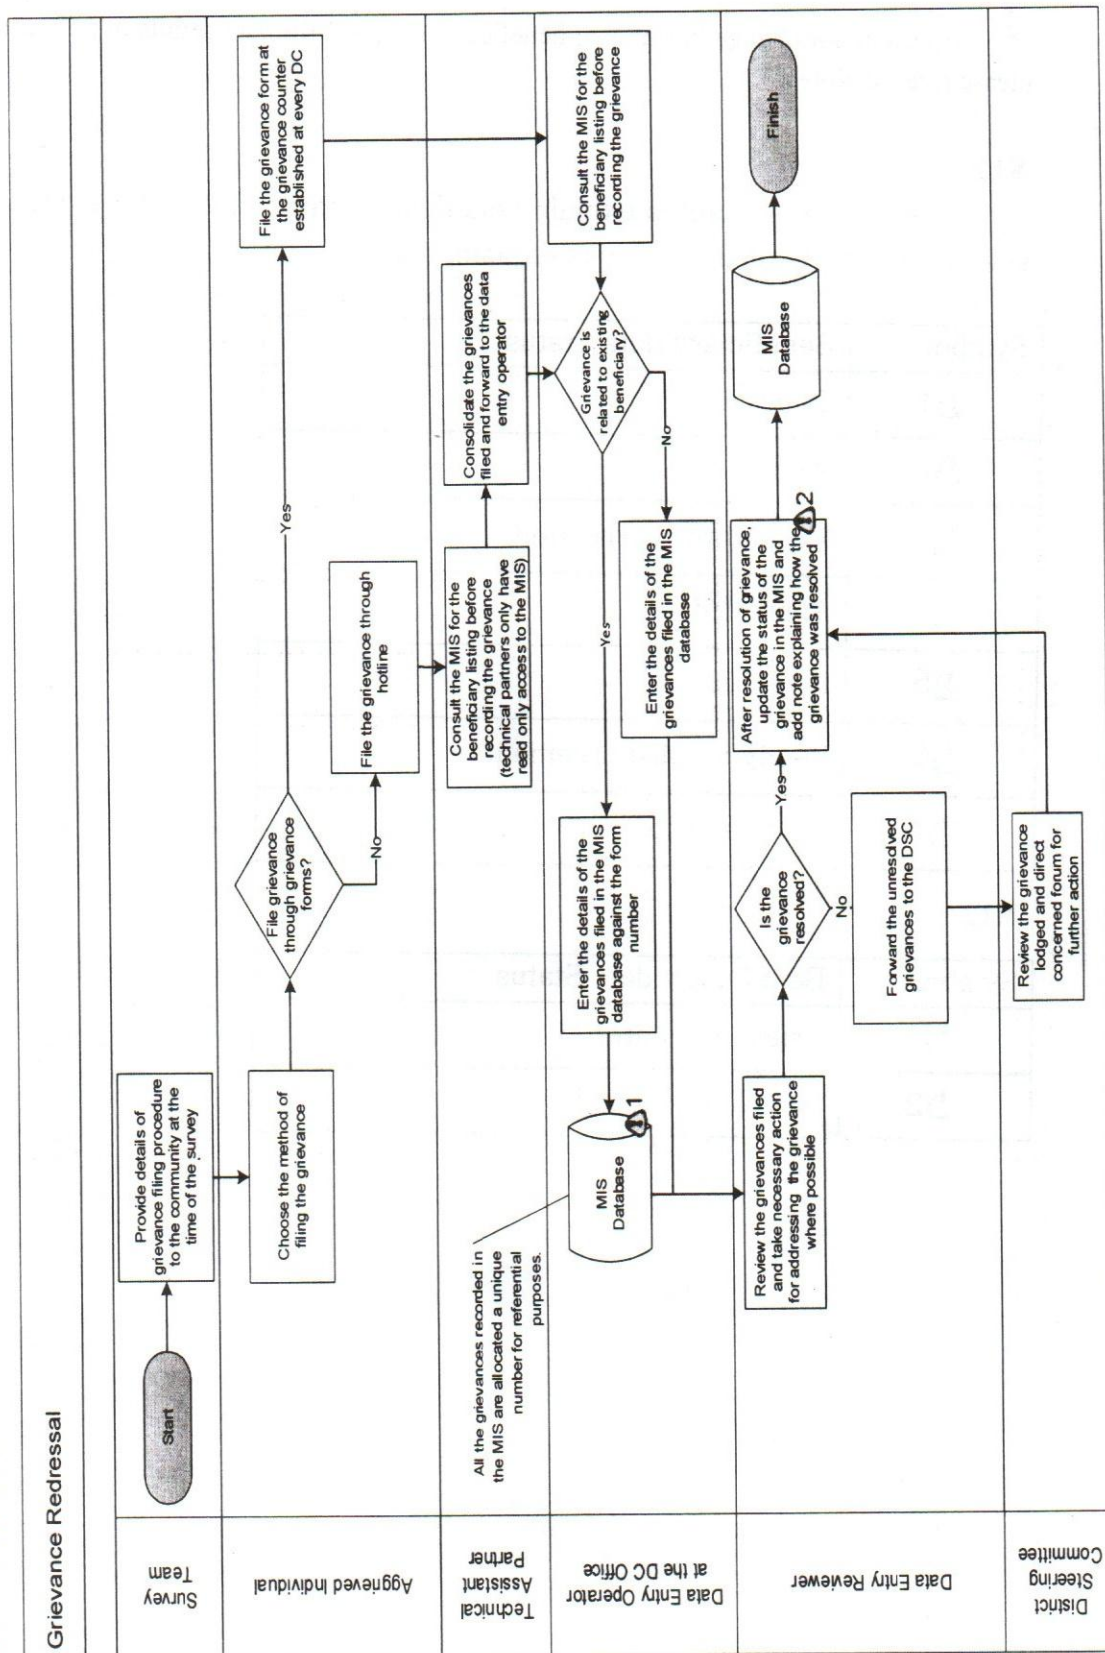 Grievance Redressal
Survey
Team
Start
Provide details of
grievance filing procedure
to the community at the
time of the survey
Aggrieved Individual
Choose the method of
filing the grievance
File grievance
through grievance
forms?
Yes
No
File the grievance form at
the grievance counter
established at every DC
File the grievance through
hotline
Technical
Assistant
Partner
Consult the MIS for the
beneficiary listing before
recording the grievance
(technical partners only have
read only access to the MIS)
Consolidate the grievances
filed and forward to the data
entry operator
Data Entry Operator
at the DC Office
All the grievances recorded in
the MIS are allocated a unique
number for referential
purposes.
MIS
Database
1
Enter the details of the
grievances filed in the MIS
database against the form
number
Yes
Enter the details of the
grievances filed in the MIS
database
No
Grievance is
related to existing
beneficiary?
Consult the MIS for the
beneficiary listing before
recording the grievance
Data Entry Reviewer
Review the grievances filed
and take necessary action
for addressing the grievance
where possible
Is the
grievance
resolved?
Yes
No
After resolution of grievance,
update the status of the
grievance in the MIS and
add note explaining how the
grievance was resolved
2
MIS
Database
Finish
Forward the unresolved
grievances to the DSC
District
Steering
Committee
Review the grievance
lodged and direct
concerned forum for
further action